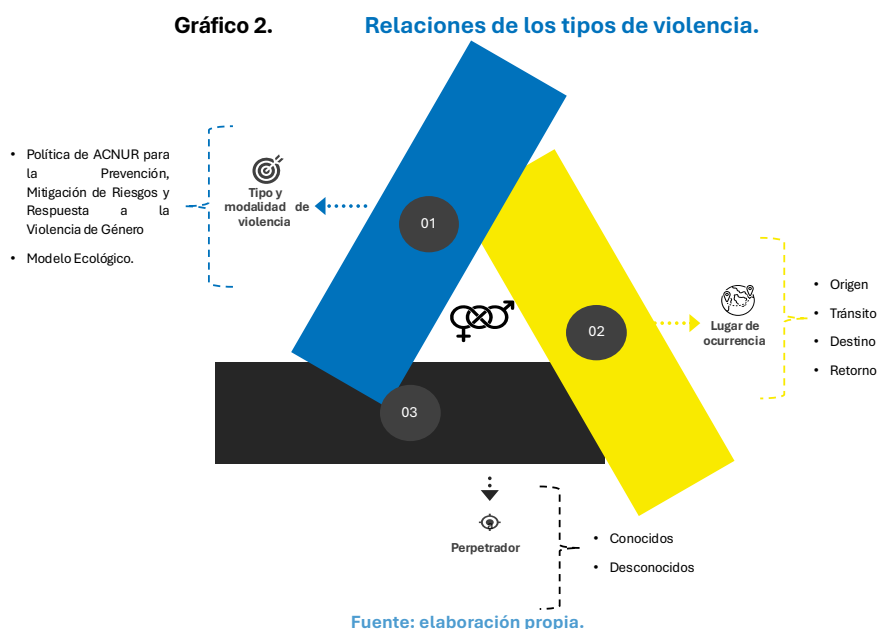 Gráfico 2. Relaciones de los tipos de violencia.
• Política de ACNUR para
la Prevención,
Mitigación de Riesgos y
Respuesta a la
Violencia de Género
• Modelo Ecológico.
Tipo y
modalidad de
violencia
01
02
Lugar de
ocurrencia
• Origen
• Tránsito
• Destino
• Retorno
03
Perpetrador
• Conocidos
• Desconocidos
Fuente: elaboración propia.